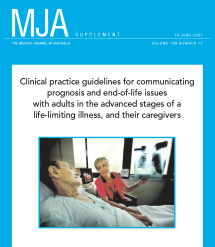 MJA
SUPPLEMENT
18 JUNE 2007
THE MEDICAL JOURNAL OF AUSTRALIA
VOLUME 186 NUMBER 12
Clinical practice guidelines for communicating
prognosis and end-of-life issues
with adults in the advanced stages of a
life-limiting illness, and their caregivers